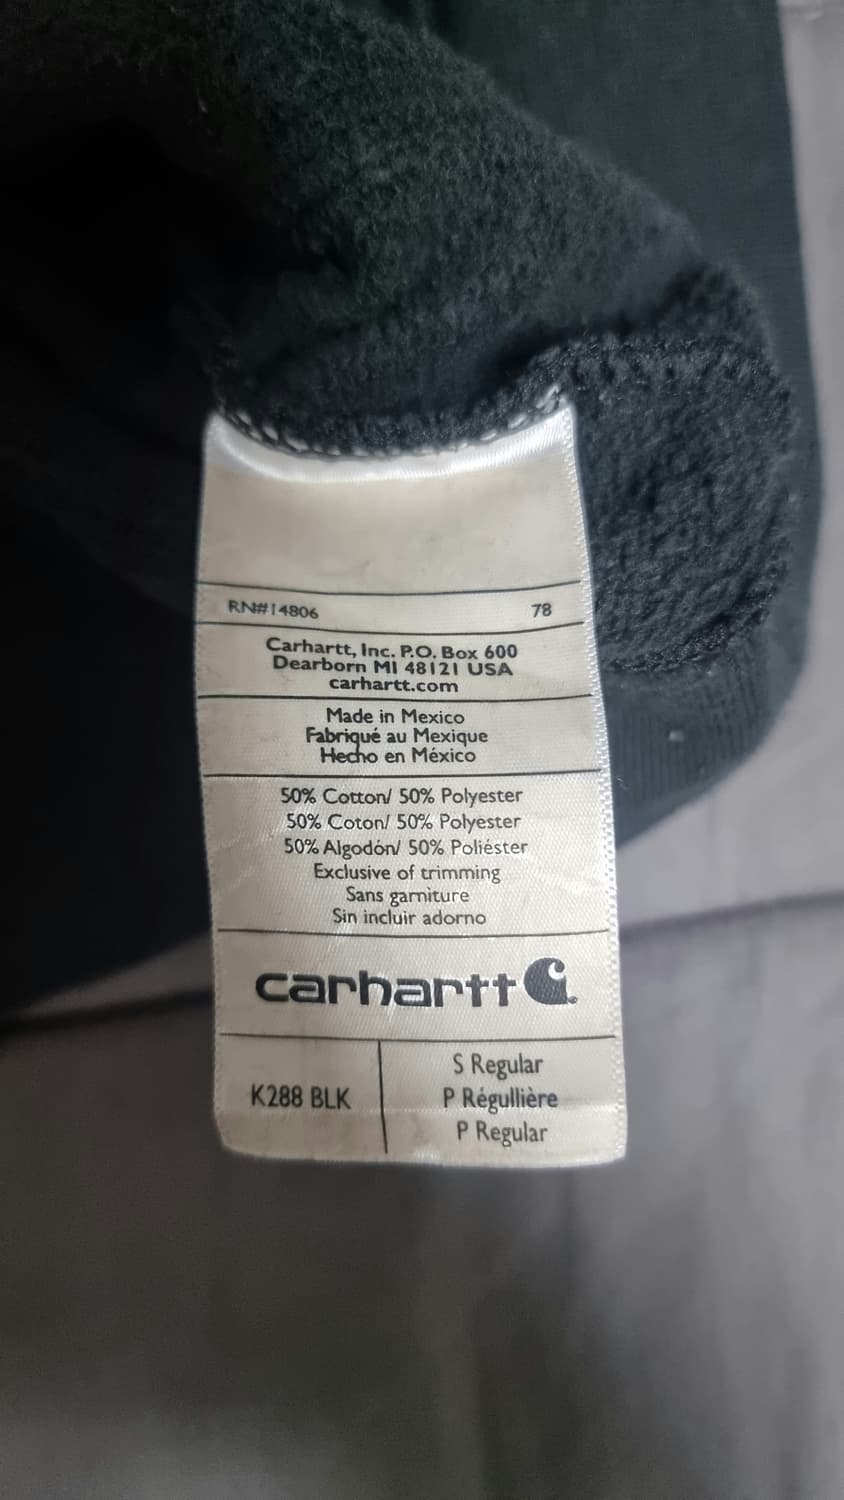 RN#14806 78
Carhartt, Inc. P.O. Box 600
Dearborn MI 48121 USA
carhartt.com
Made in Mexico
Fabriqué au Mexique
Hecho en México
50% Cotton/ 50% Polyester
50% Coton/ 50% Polyester
50% Algodón/ 50% Poliéster
Exclusive of trimming
Sans garniture
Sin incluir adorno
carhartt
K288 BLK
S Regular
P Régullière
P Regular